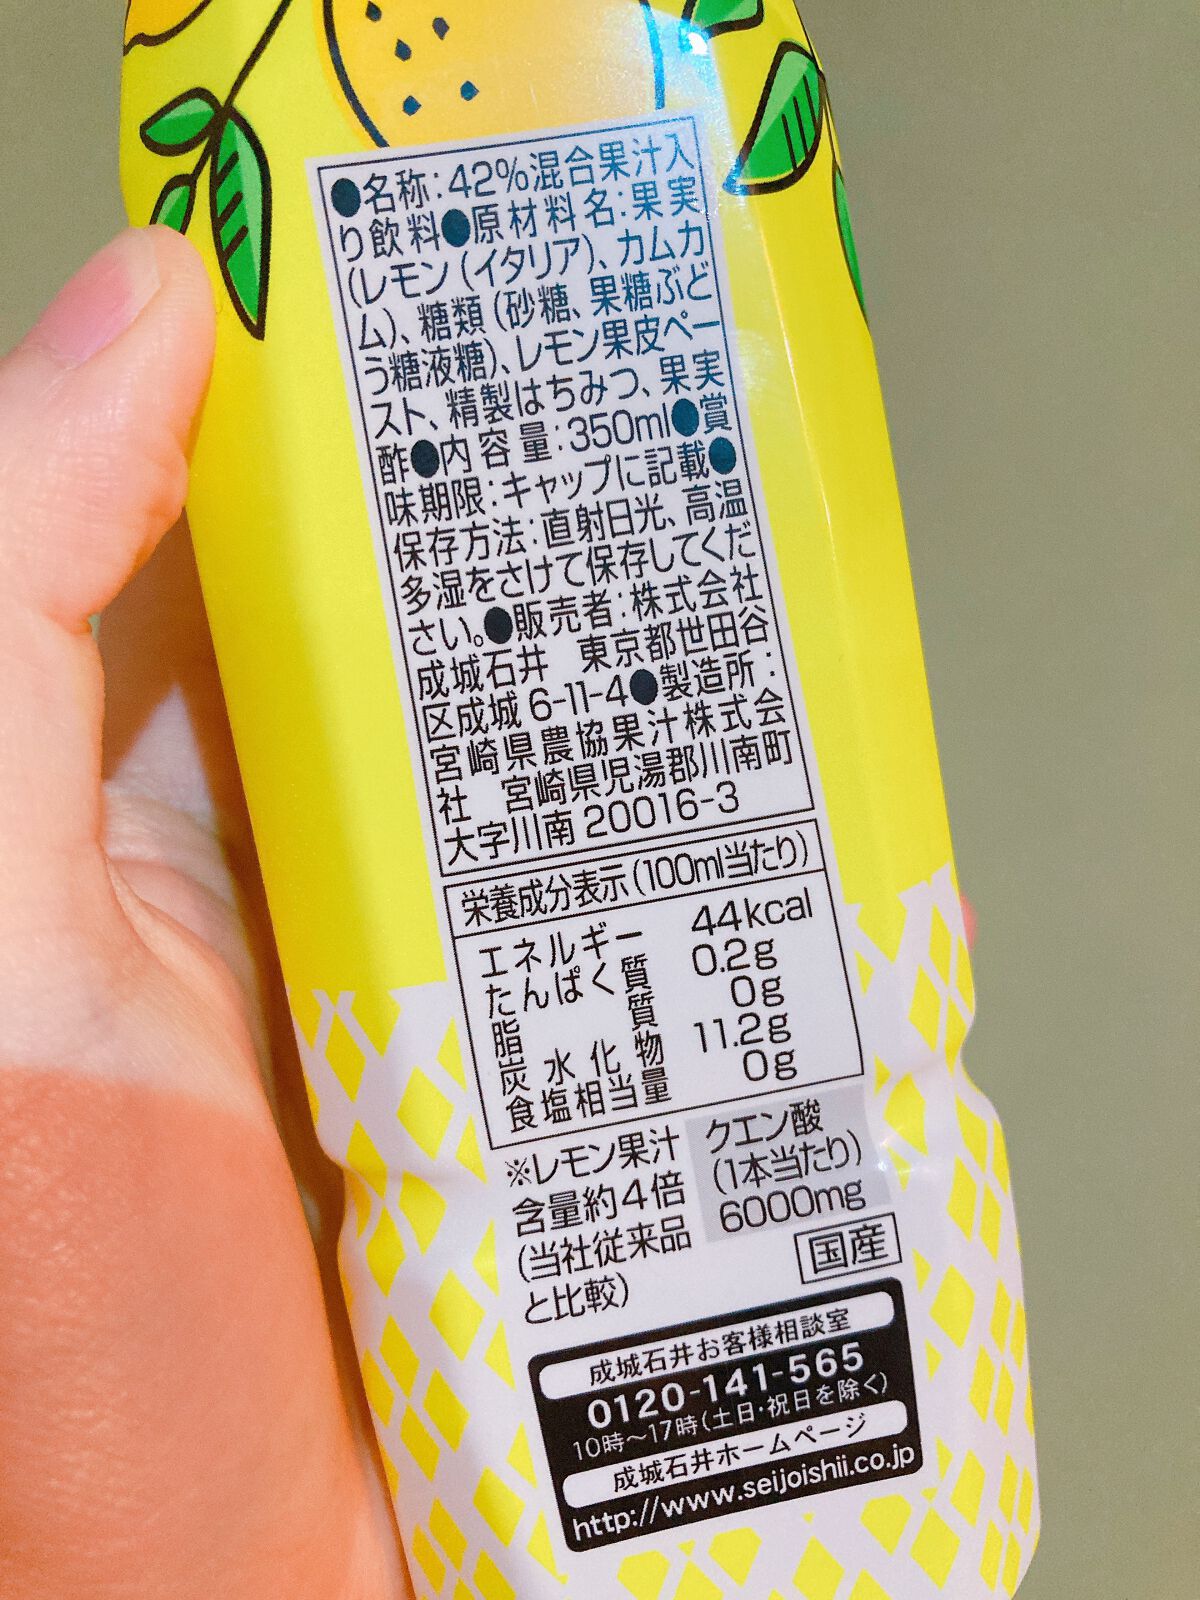 ●名称:42%混合果汁入
り飲料●原材料名:果実
(レモン(イタリア)、カムカ
ム)、糖類(砂糖、果糖ぶど
う糖液糖)、レモン果皮ペー
スト、精製はちみつ、果実
酢●内容量:350ml●賞
味期限:キャップに記載●
保存方法:直射日光、高温
多湿をさけて保存してくだ
さい。●販売者:株式会社
成城石井 東京都世田谷
区成城6-11-4●製造所:
宮崎県農協果汁株式会
社 宮崎県児湯郡川南町
大字川南20016-3
栄養成分表示(100ml当たり)
エネルギー 44kcal
たんぱく質 0.2g
脂質 0g
炭水化物 11.2g
食塩相当量 0g
※レモン果汁
含量約4倍
(当社従来品
と比較)
クエン酸
(1本当たり)
6000mg
国産
成城石井お客様相談室
0120-141-565
10時～17時(土日・祝日を除く)
成城石井ホームページ
http://www.seijoishii.co.jp